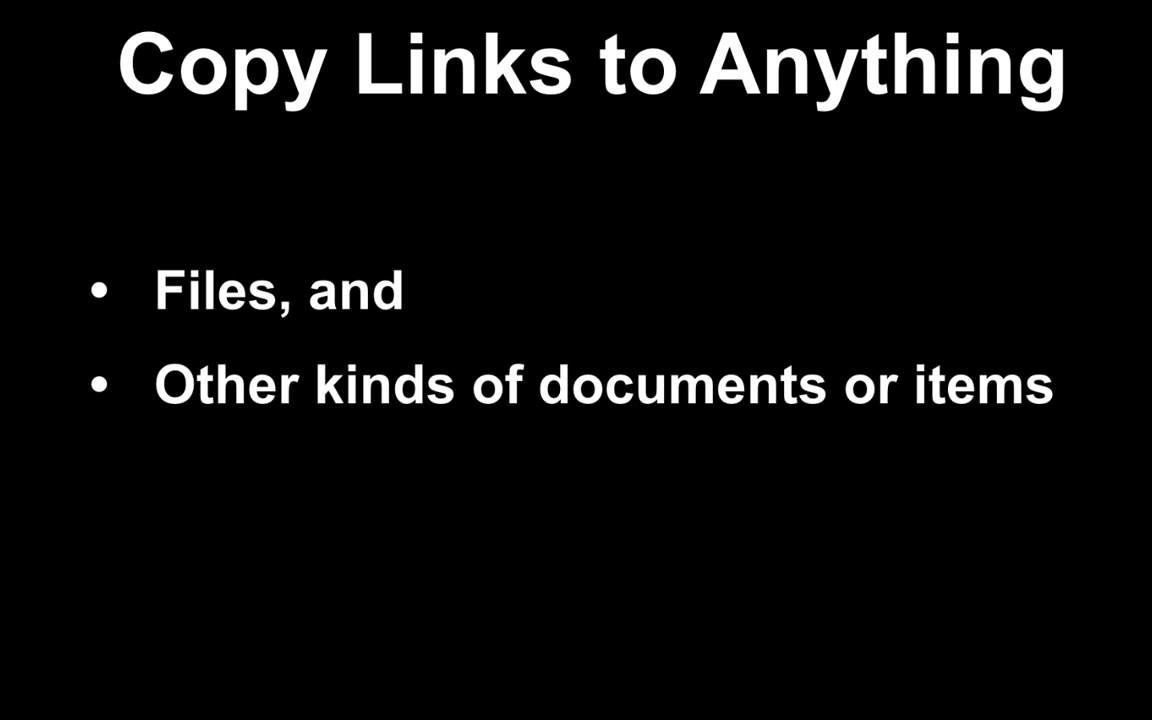 Copy Links to Anything
• Files, and
• Other kinds of documents or items